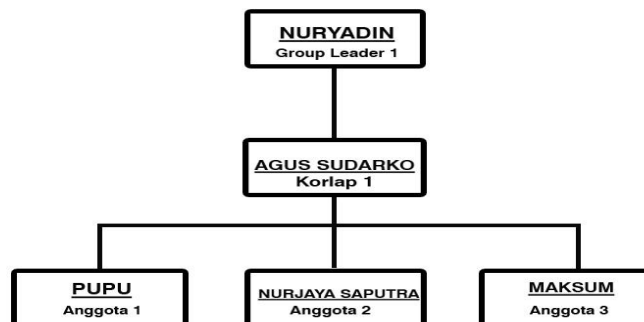 NURYADIN
Group Leader 1
AGUS SUDARKO
Korlap 1
PUPU
Anggota 1
NURJAYA SAPUTRA
Anggota 2
MAKSUM
Anggota 3